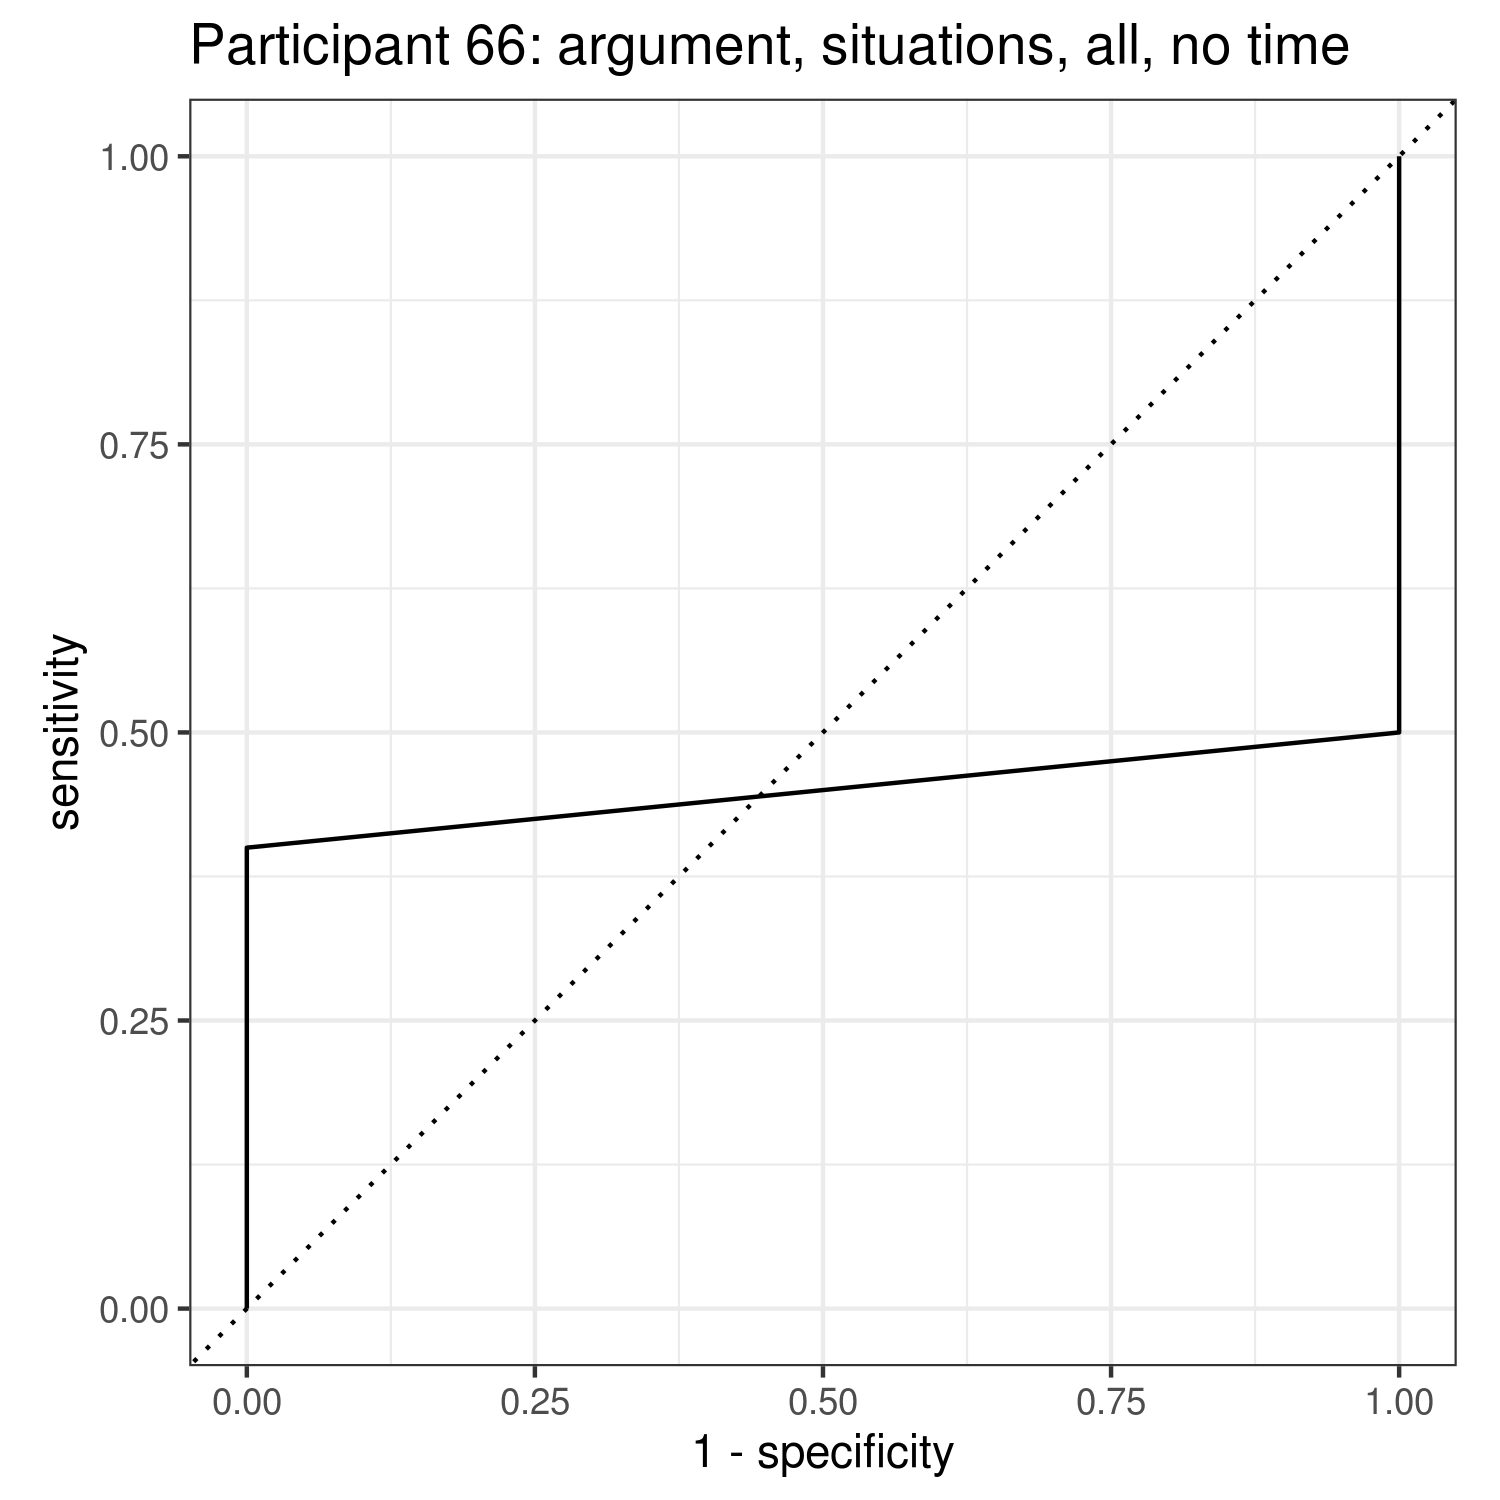 Participant 66: argument, situations, all, no time
1.00
0.75
0.50
0.25
0.00
sensitivity
0.00 0.25 0.50 0.75 1.00
1 - specificity